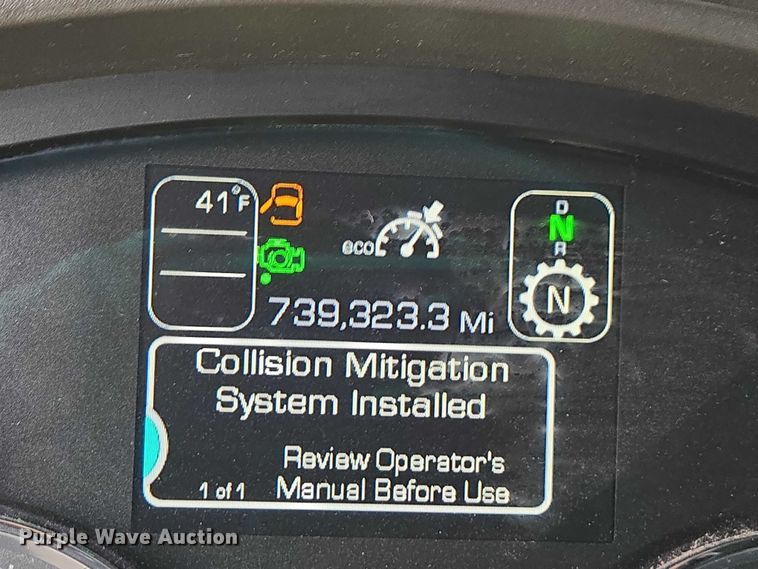 41°F
eco
D
N
R
N
739,323.3 Mi
Collision Mitigation
System Installed
Review Operator's
1 of 1 Manual Before Use
Purple Wave Auction